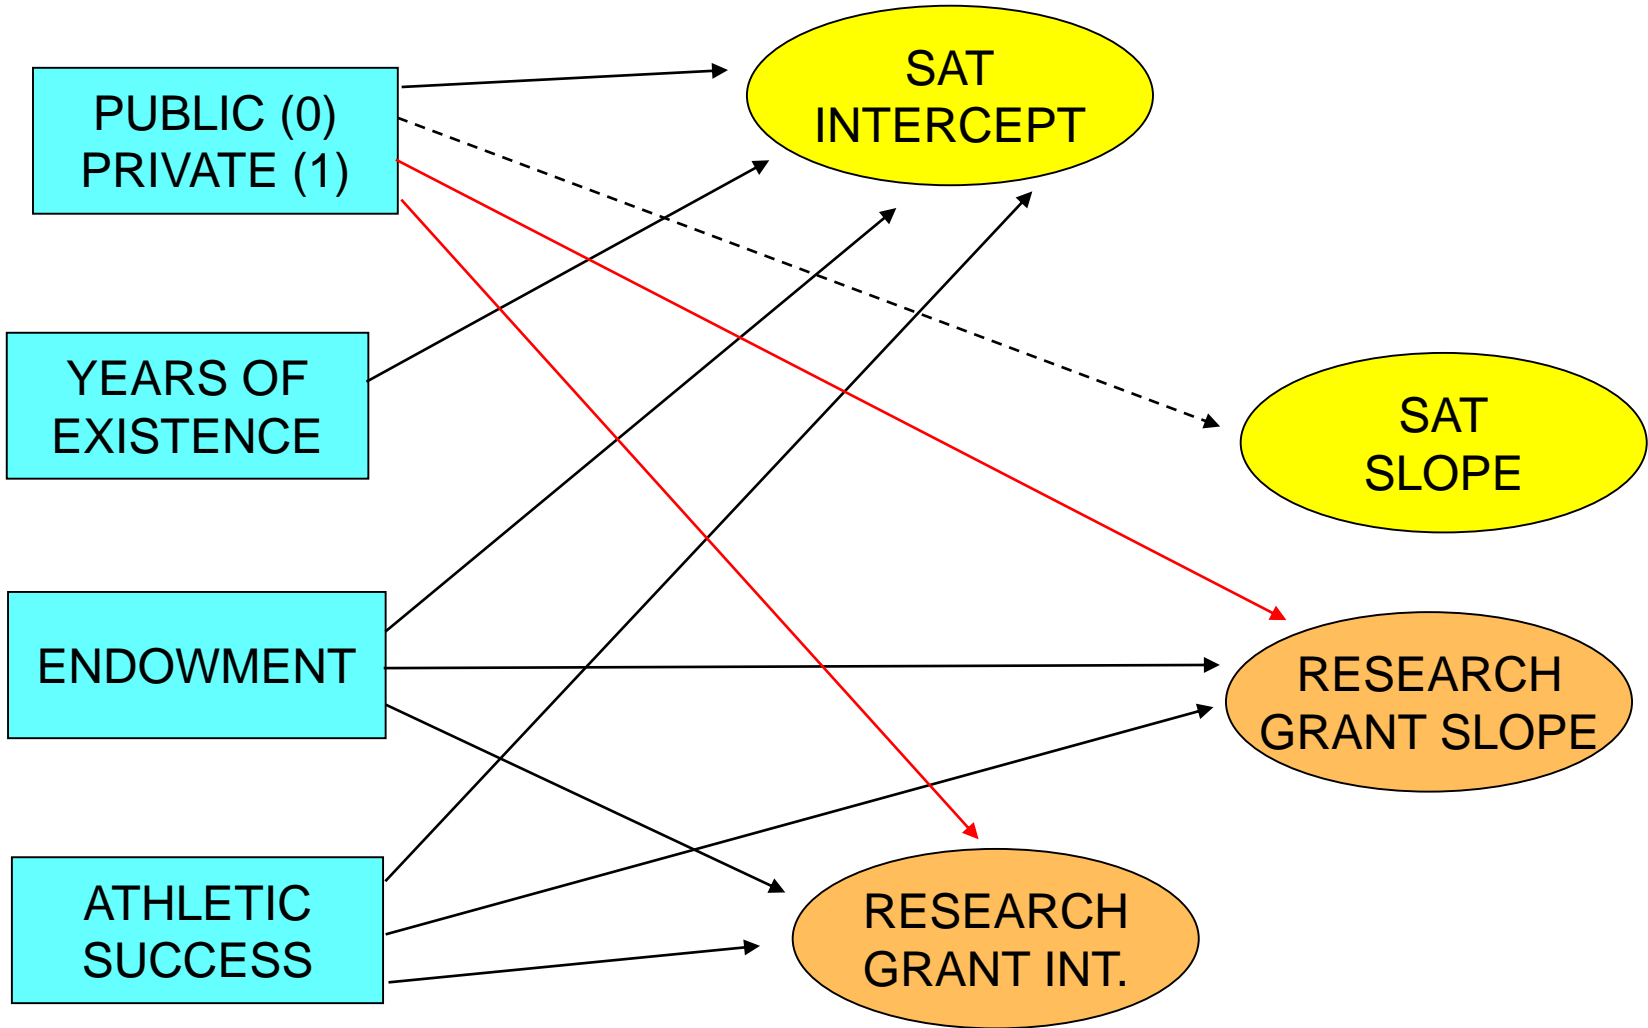 PUBLIC (0)
PRIVATE (1)
SAT
INTERCEPT
YEARS OF
EXISTENCE
SAT
SLOPE
ENDOWMENT
RESEARCH
GRANT SLOPE
ATHLETIC
SUCCESS
RESEARCH
GRANT INT.